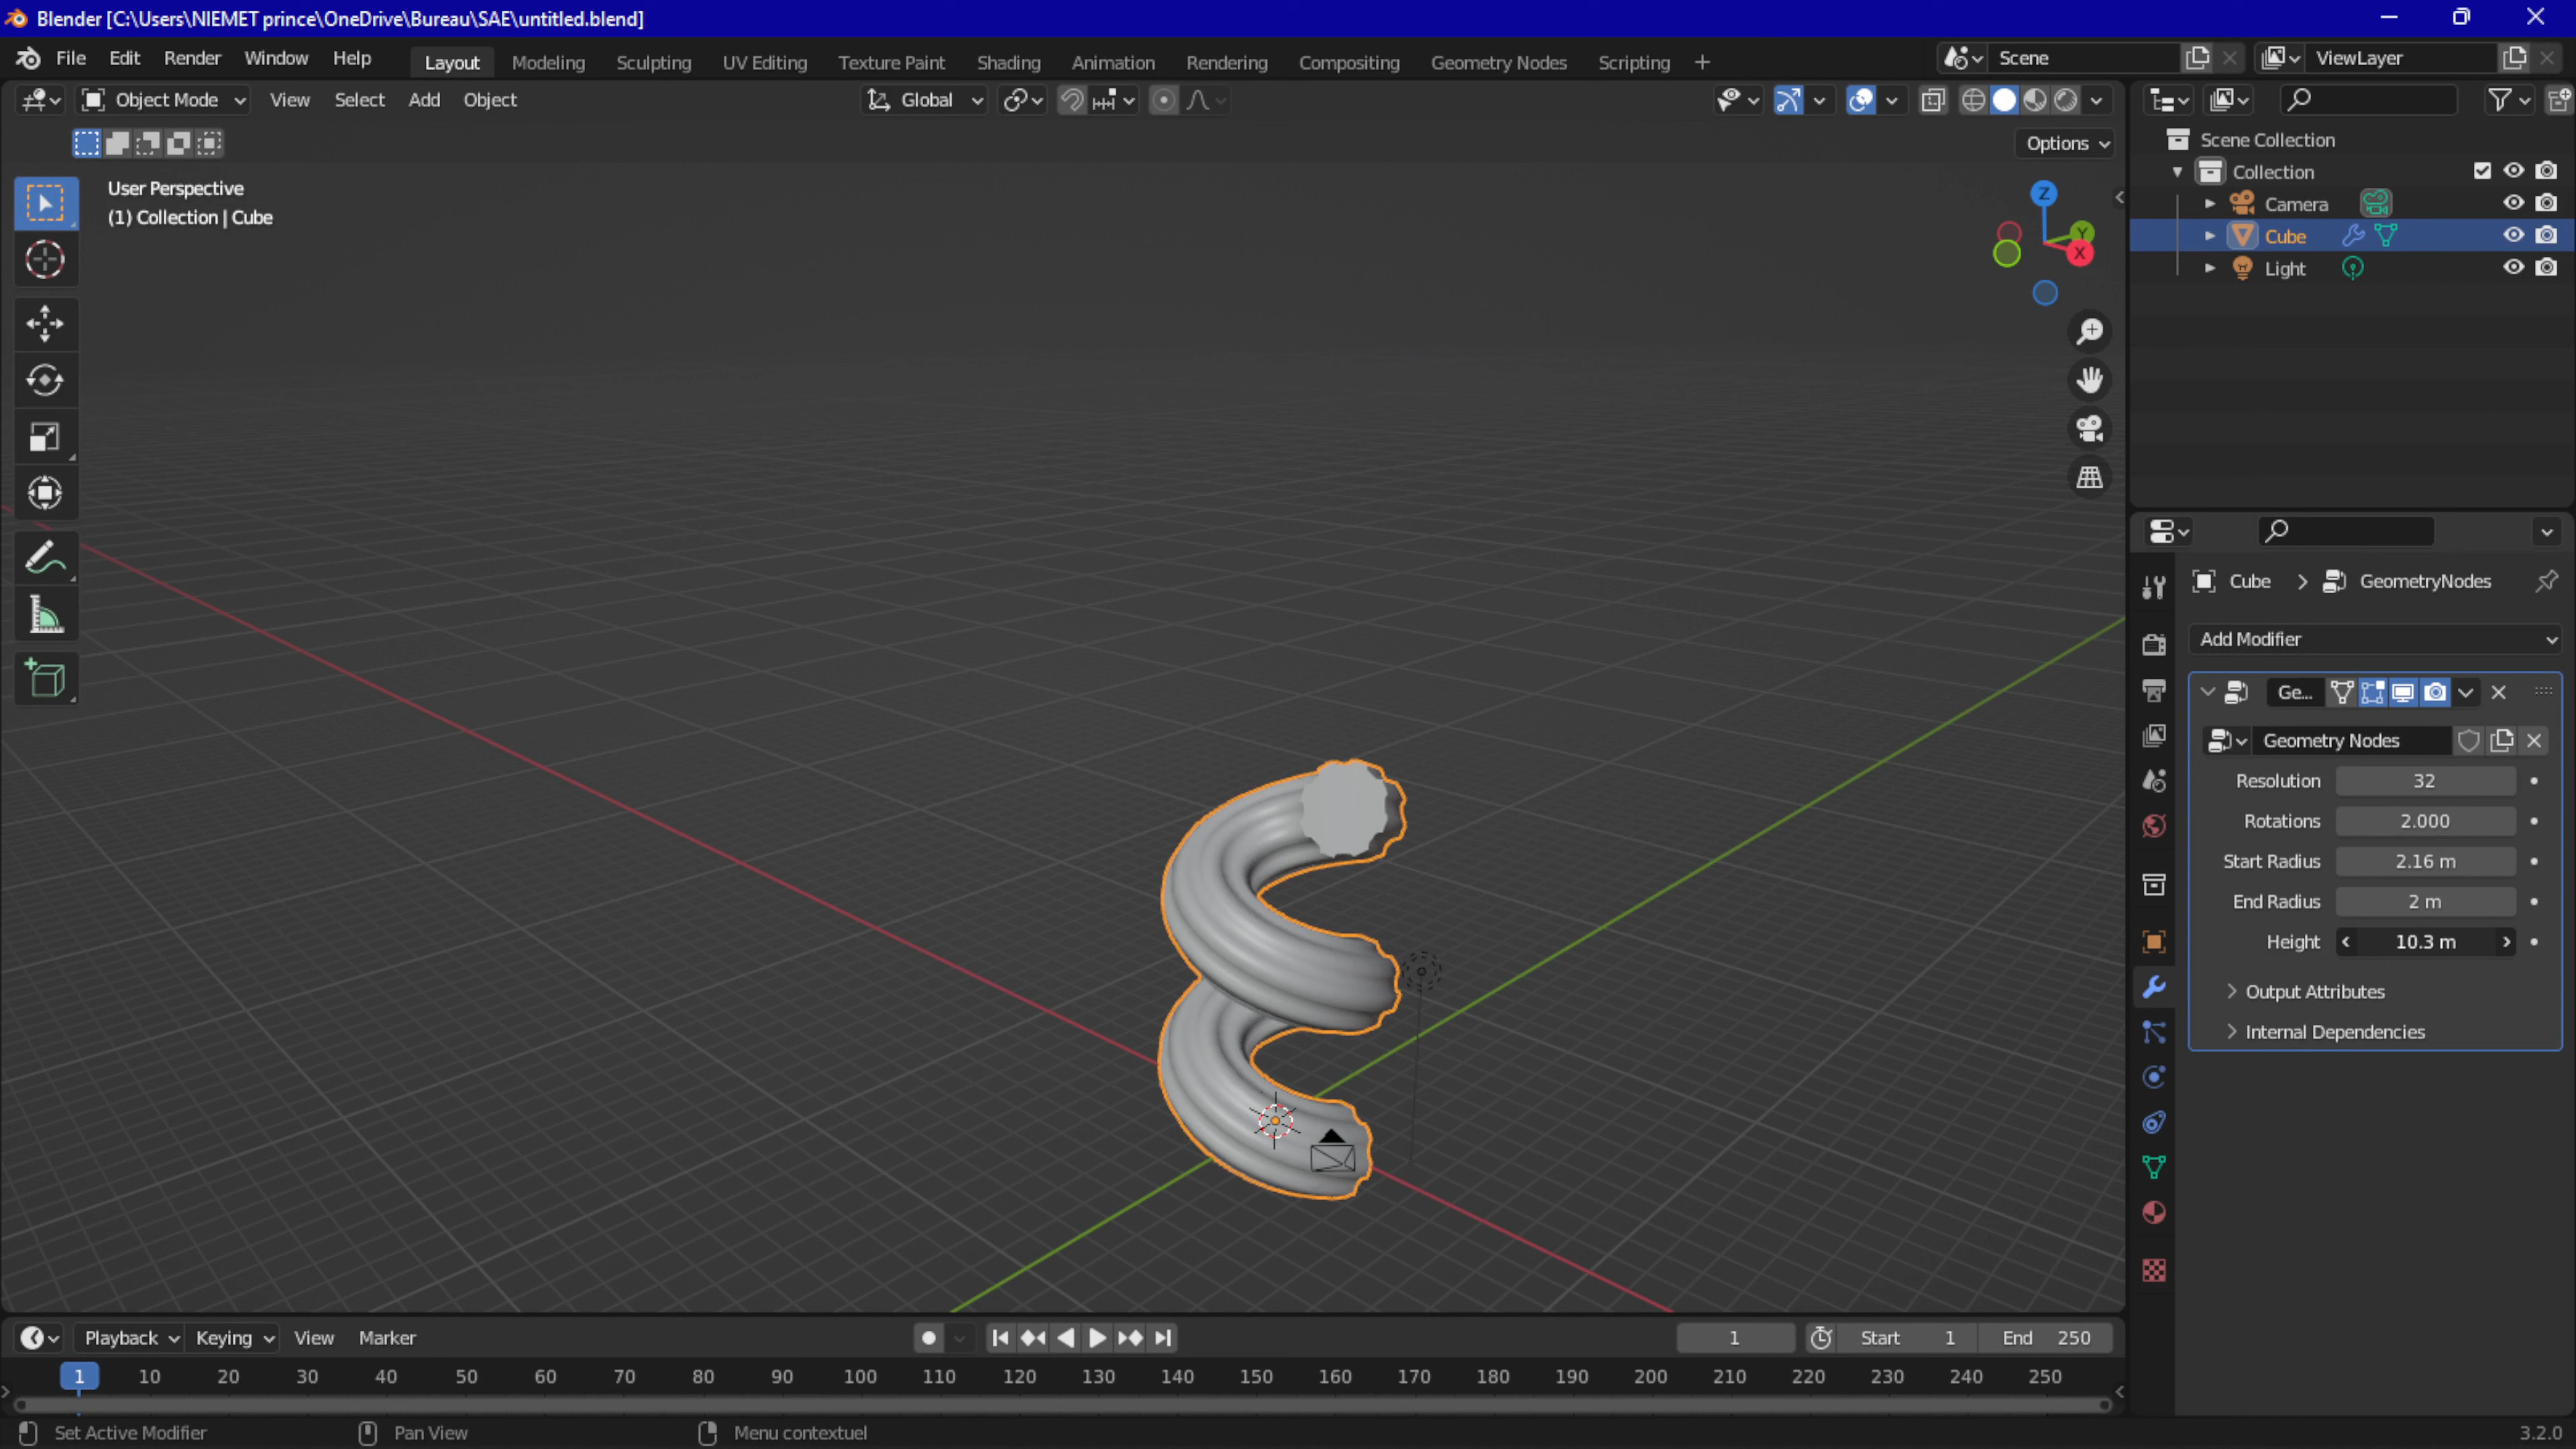 Blender [C:\Users\NIEMET prince\OneDrive\Bureau\SAE\untitled.blend]
File Edit Render Window Help Layout Modeling Sculpting UV Editing Texture Paint Shading Animation Rendering Compositing Geometry Nodes Scripting + Scene ViewLayer
Object Mode View Select Add Object Global
Options
User Perspective
(1) Collection | Cube
Z
Y
X
Scene Collection
Collection
Camera
Cube
Light
Cube > GeometryNodes
Add Modifier
Ge...
Geometry Nodes
Resolution 32
Rotations 2.000
Start Radius 2.16 m
End Radius 2 m
Height 10.3 m
Output Attributes
Internal Dependencies
Playback Keying View Marker 1 Start 1 End 250
1 10 20 30 40 50 60 70 80 90 100 110 120 130 140 150 160 170 180 190 200 210 220 230 240 250
Set Active Modifier Pan View Menu contextuel 3.2.0